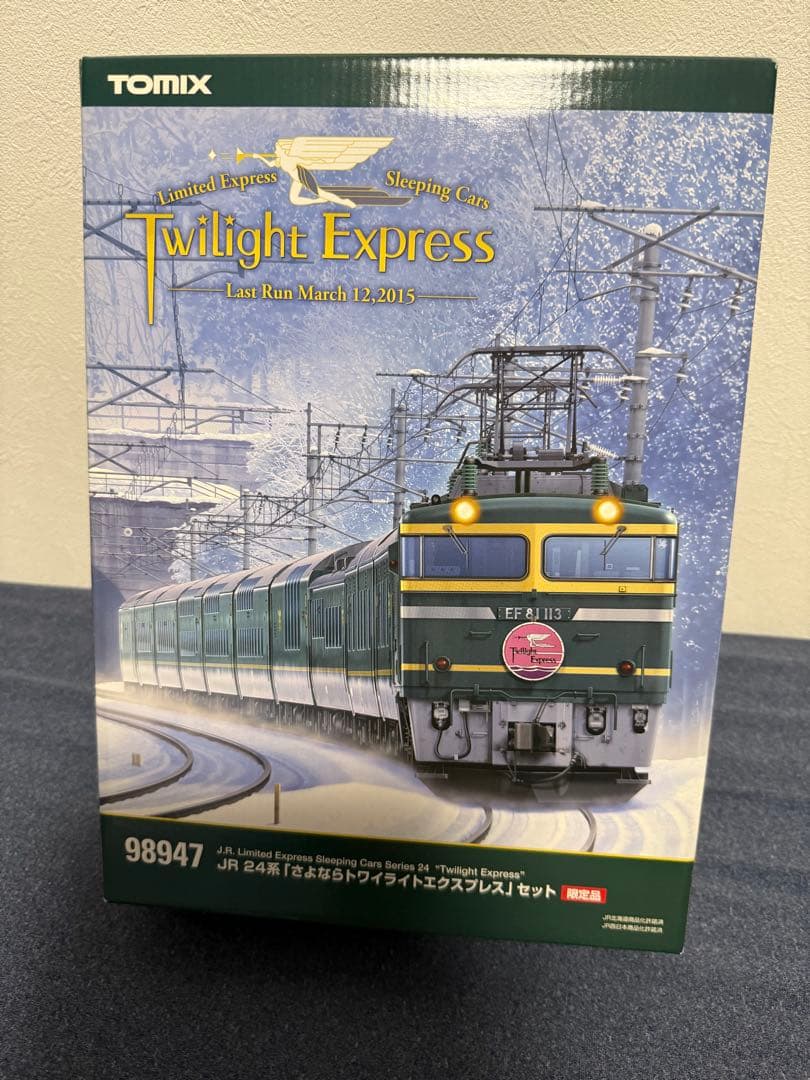 TOMIX
Limited Express Sleeping Cars
Twilight Express
Last Run March 12,2015
EF 81 113
Twilight
Express
98947
J.R. Limited Express Sleeping Cars Series 24 "Twilight Express"
JR 24系「さよならトワイライトエクスプレス」セット 限定品
JR北海道商品化許諾済
JR西日本商品化許諾済